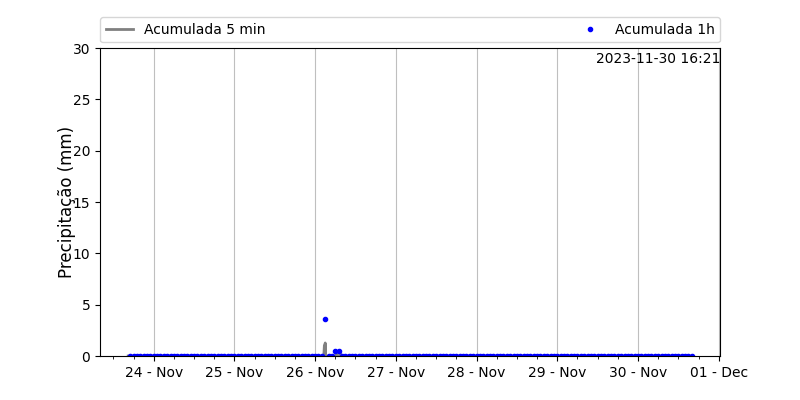 Acumulada 5 min
Acumulada 1h
2023-11-30 16:21
Precipitação (mm)
30
25
20
15
10
5
0
24 - Nov
25 - Nov
26 - Nov
27 - Nov
28 - Nov
29 - Nov
30 - Nov
01 - Dec